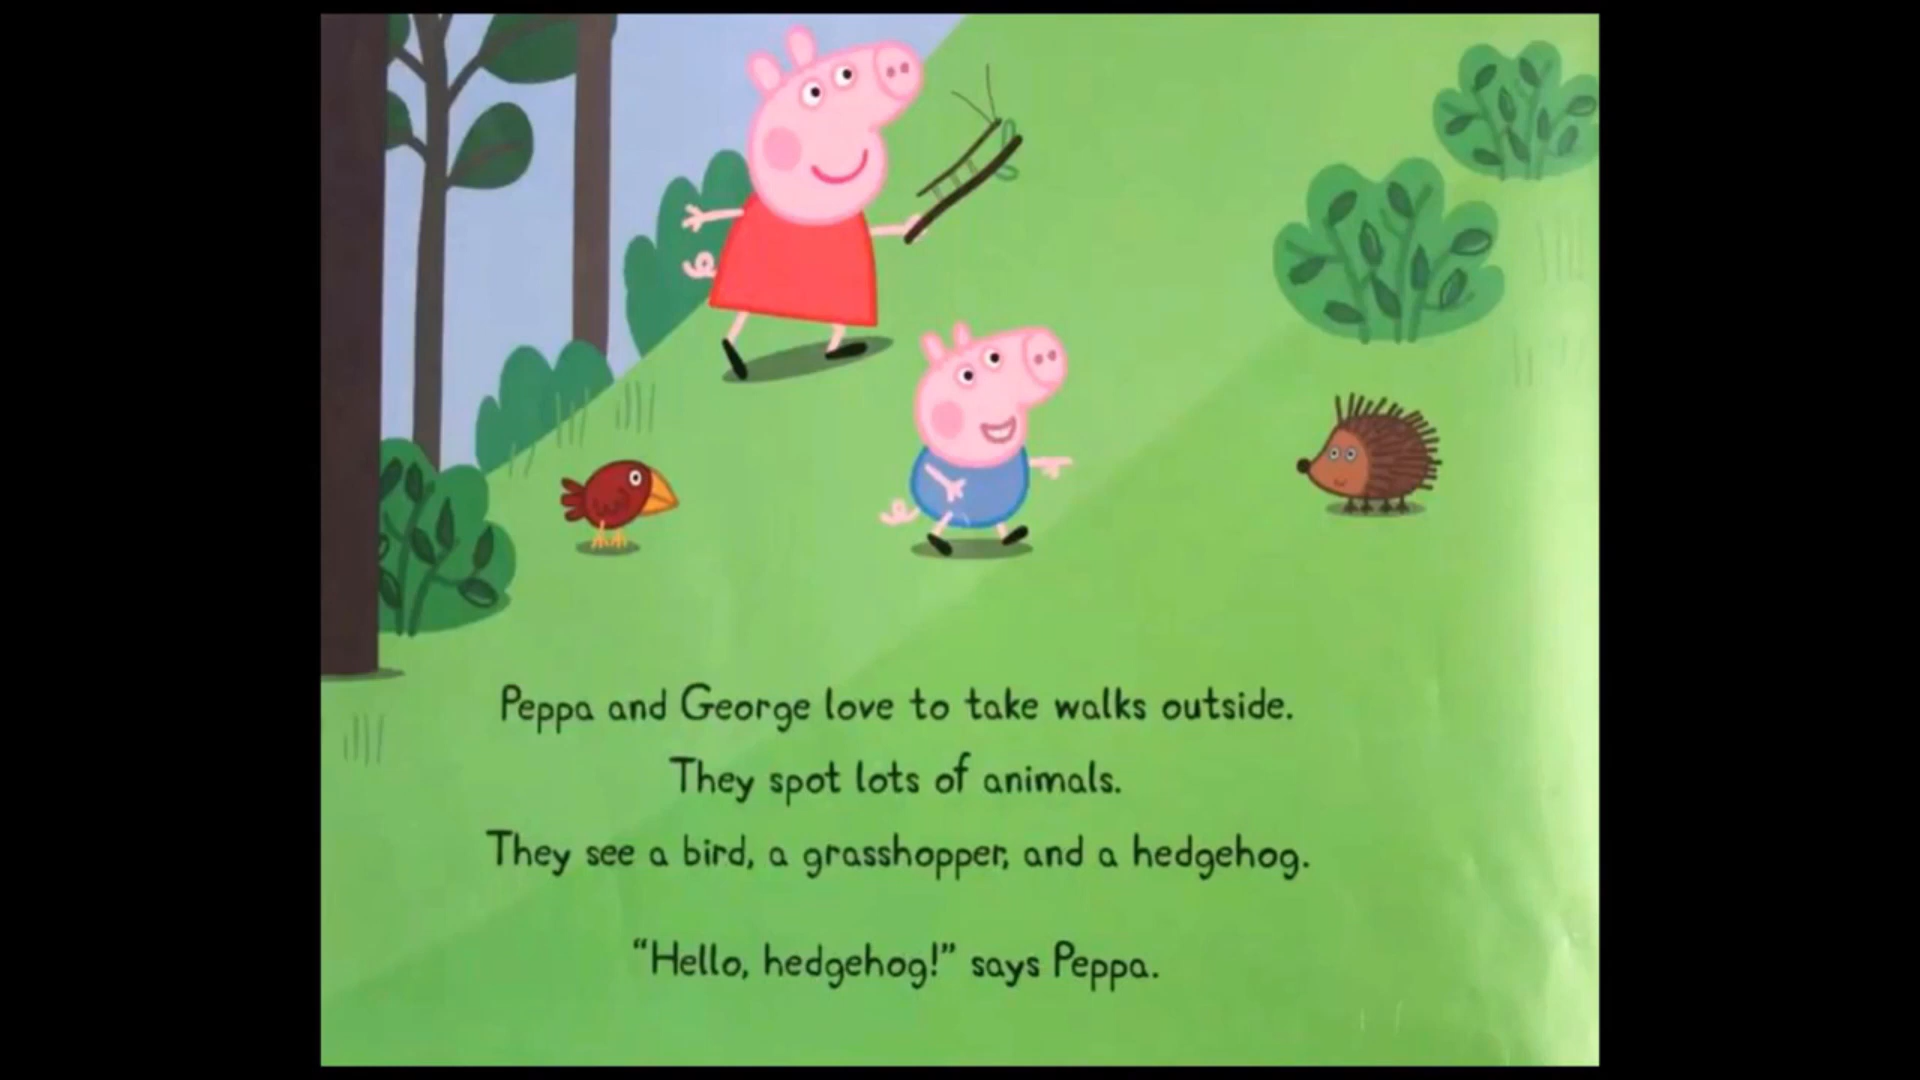 Peppa and George love to take walks outside.
They spot lots of animals.
They see a bird, a grasshopper, and a hedgehog.
“Hello, hedgehog!” says Peppa.